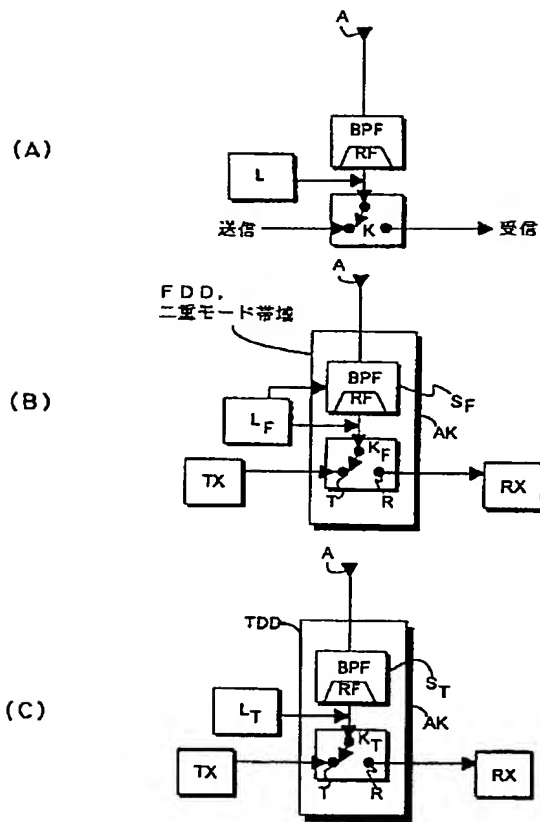 A
(A)
BPF
RF
L
送信
K
受信
A
FDD,
二重モード帯域
(B)
BPF
RF
SF
LF
AK
KF
TX
T
R
RX
A
TDD
(C)
BPF
RF
ST
LT
AK
KT
TX
T
R
RX